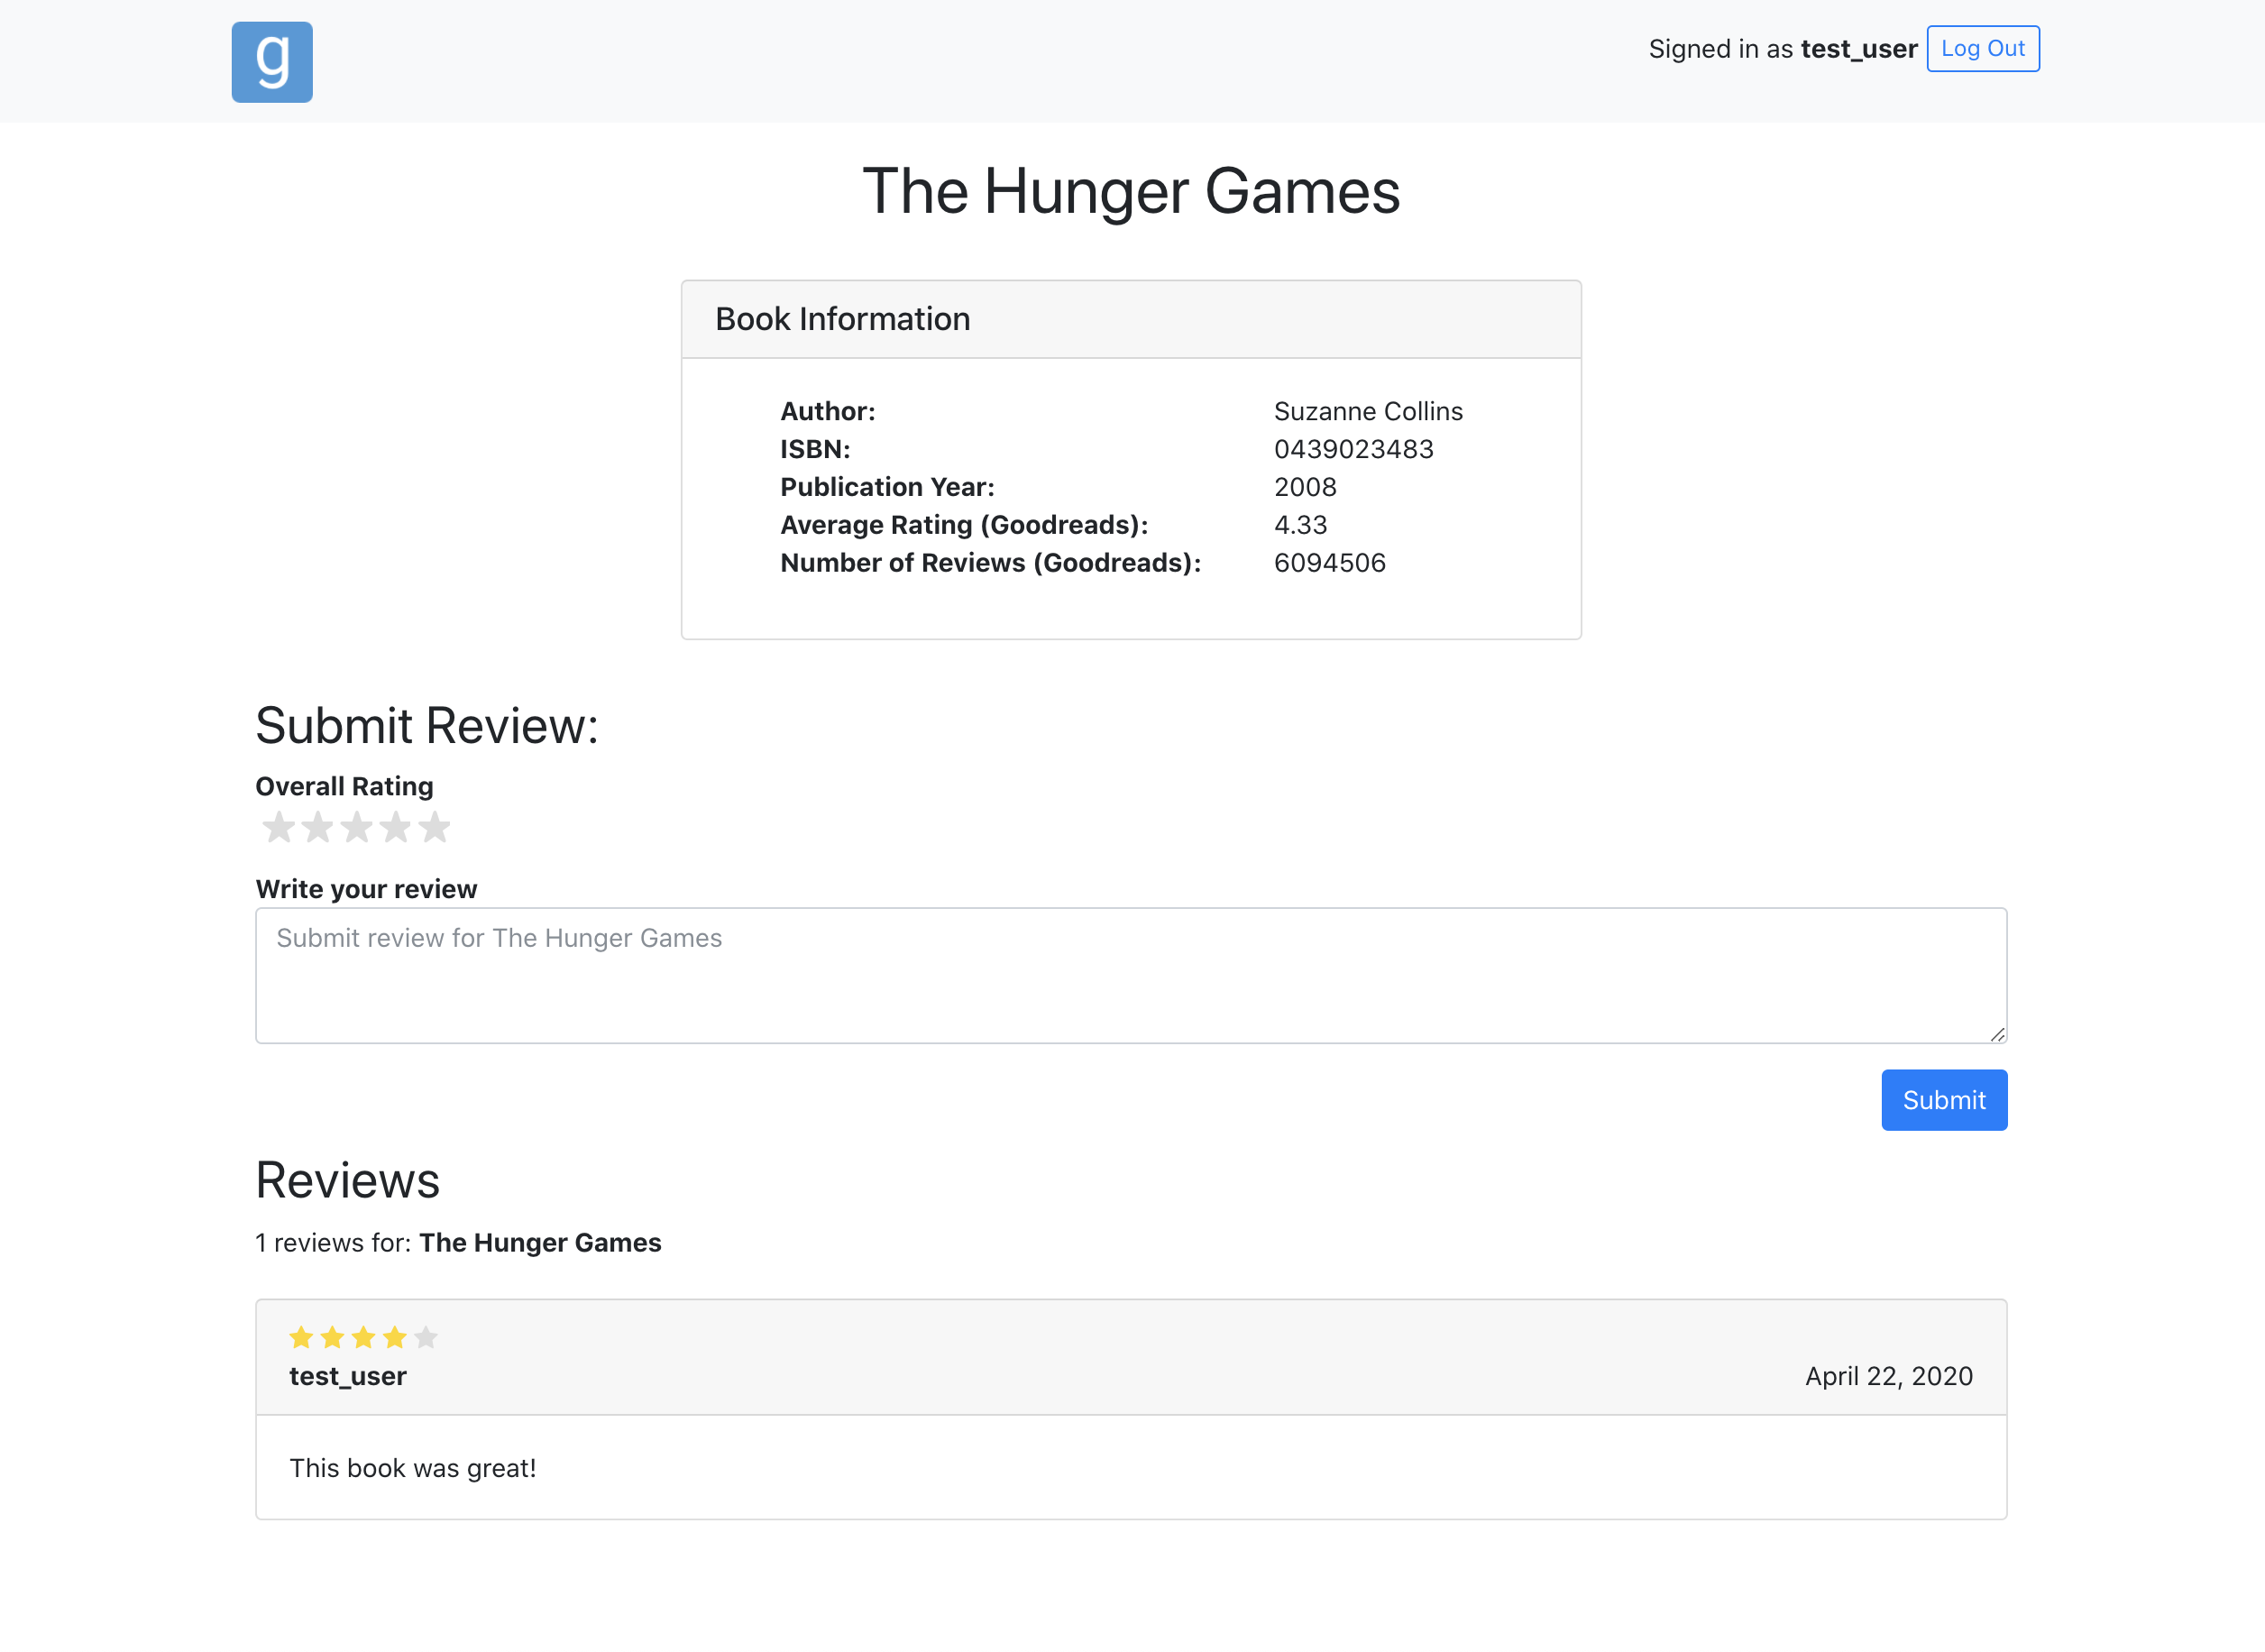 g
Signed in as test_user Log Out
The Hunger Games
Book Information
Author: Suzanne Collins
ISBN: 0439023483
Publication Year: 2008
Average Rating (Goodreads): 4.33
Number of Reviews (Goodreads): 6094506
Submit Review:
Overall Rating
Write your review
Submit review for The Hunger Games
Submit
Reviews
1 reviews for: The Hunger Games
test_user April 22, 2020
This book was great!